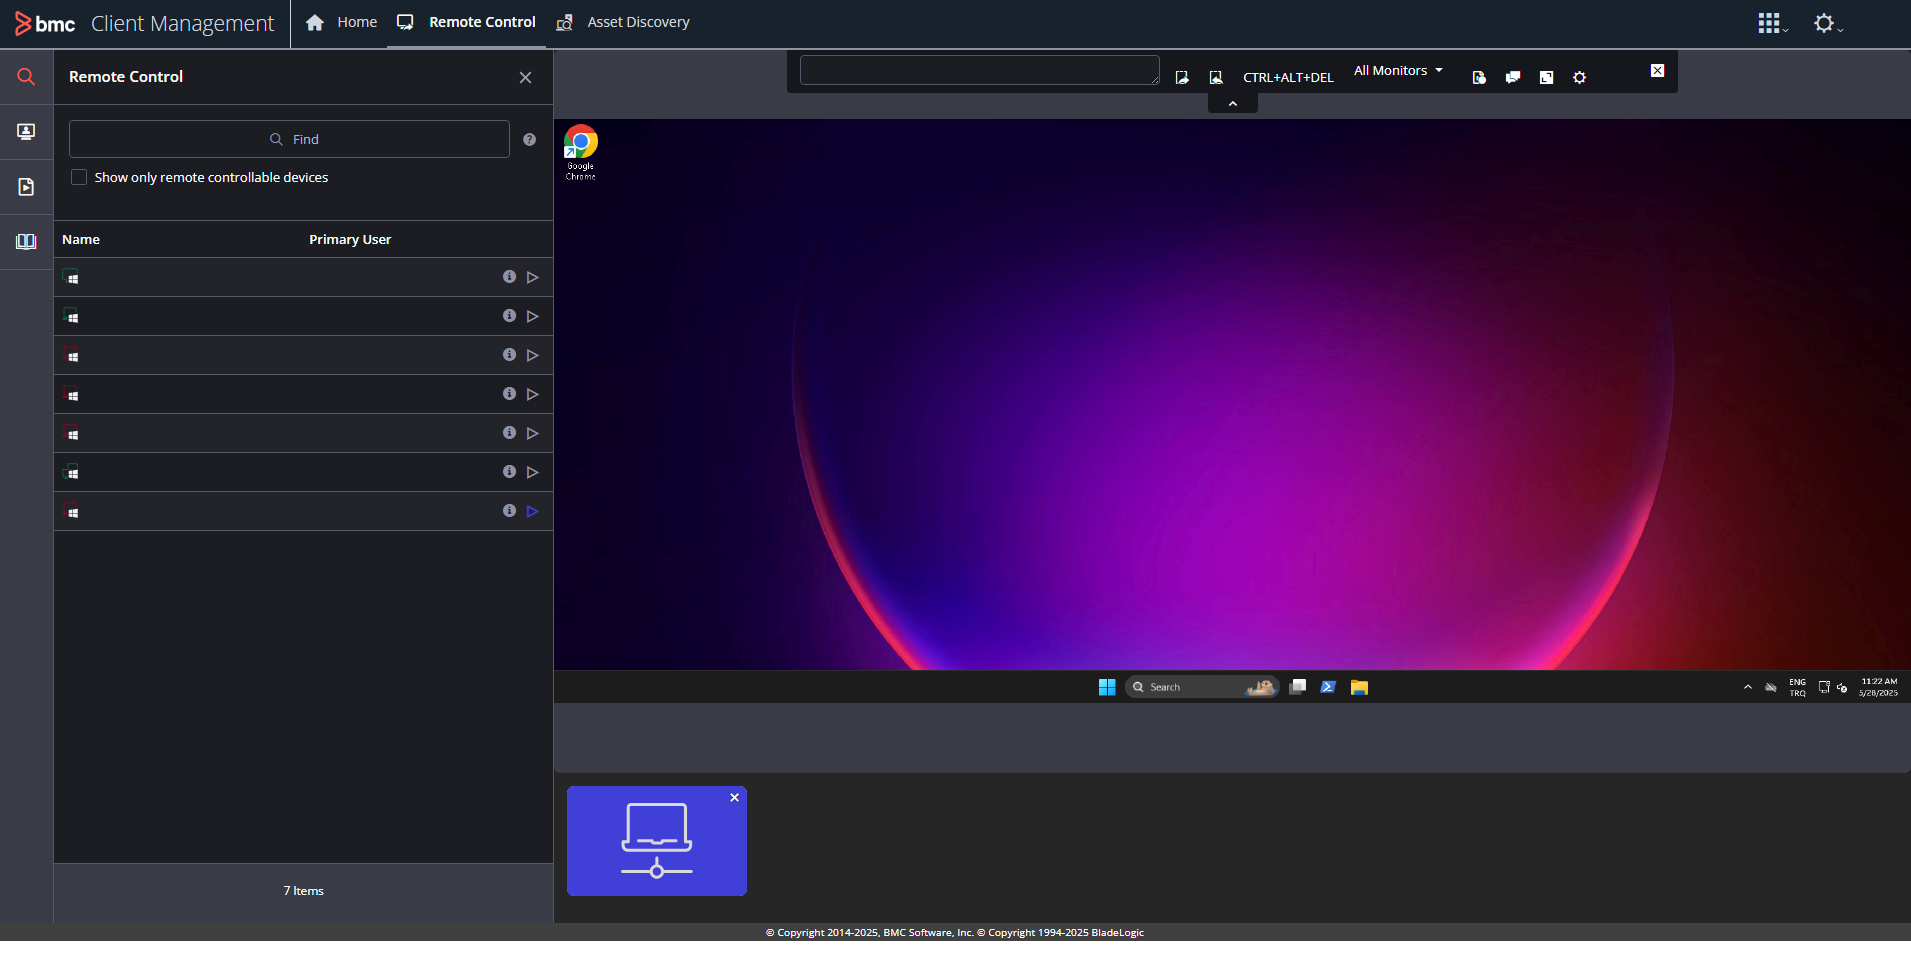 bmc Client Management
Home
Remote Control
Asset Discovery
Remote Control
Find
Show only remote controllable devices
Name Primary User
7 Items
CTRL+ALT+DEL
All Monitors
Google
Chrome
Search
ENG
TRQ
11:22 AM
5/28/2025
© Copyright 2014-2025, BMC Software, Inc. © Copyright 1994-2025 BladeLogic